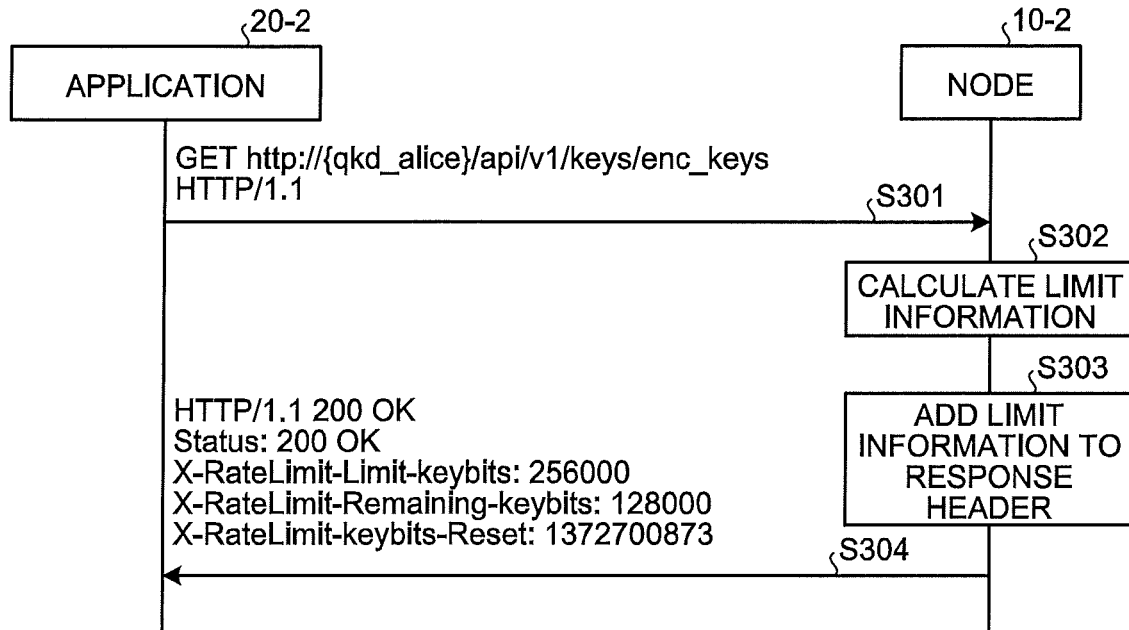 20-2
10-2
APPLICATION
NODE
GET http://{qkd_alice}/api/v1/keys/enc_keys
HTTP/1.1
S301
S302
CALCULATE LIMIT
INFORMATION
S303
HTTP/1.1 200 OK
Status: 200 OK
X-RateLimit-Limit-keybits: 256000
X-RateLimit-Remaining-keybits: 128000
X-RateLimit-keybits-Reset: 1372700873
ADD LIMIT
INFORMATION TO
RESPONSE
HEADER
S304